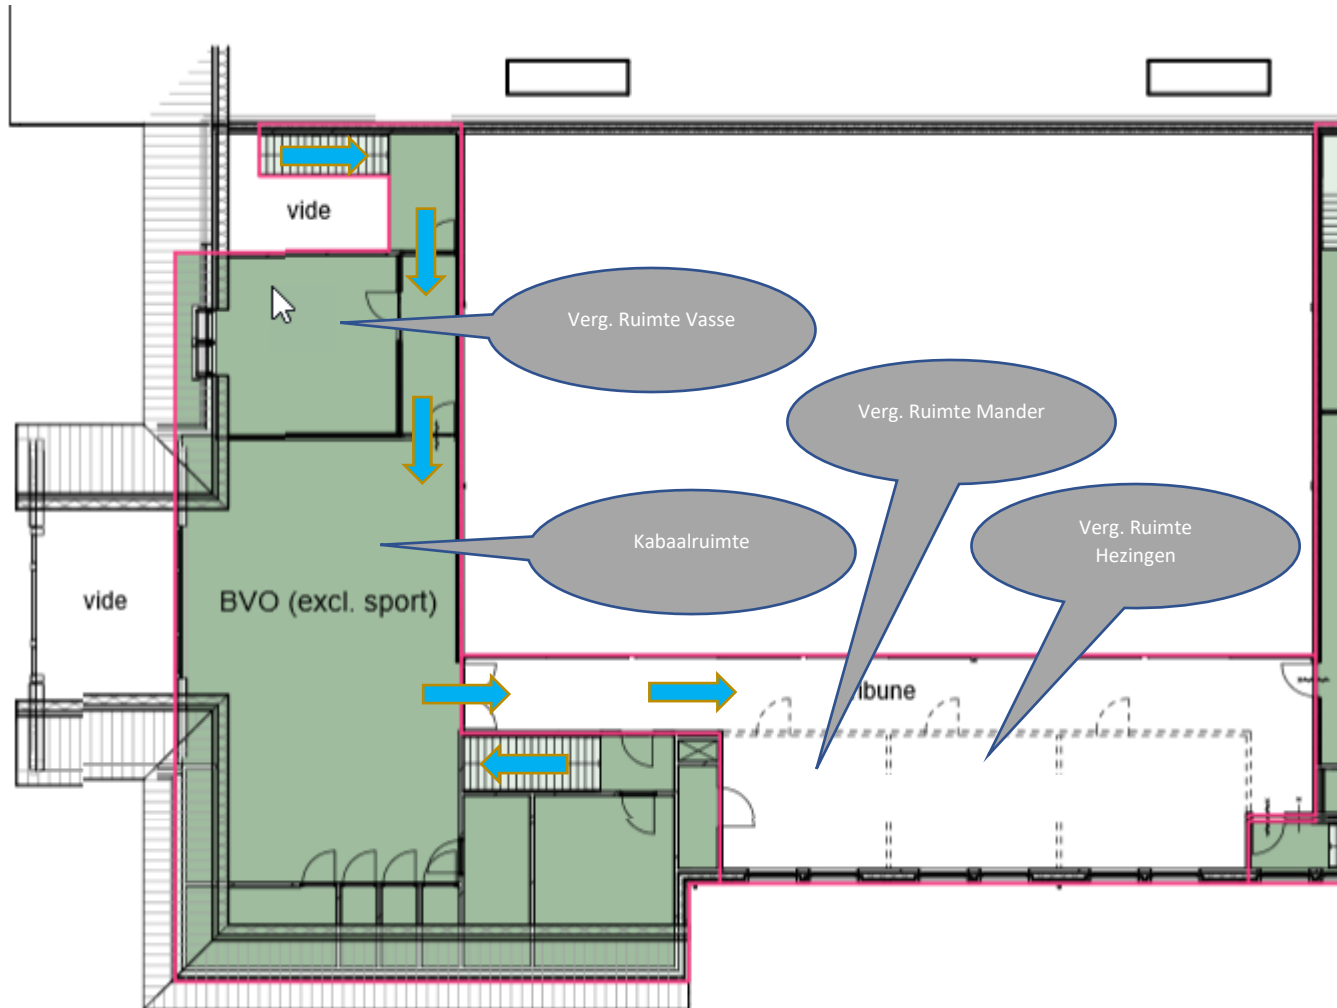 vide
Verg. Ruimte Vasse
Verg. Ruimte Mander
Verg. Ruimte
Hezingen
Kabaalruimte
vide
BVO (excl. sport)
ibune